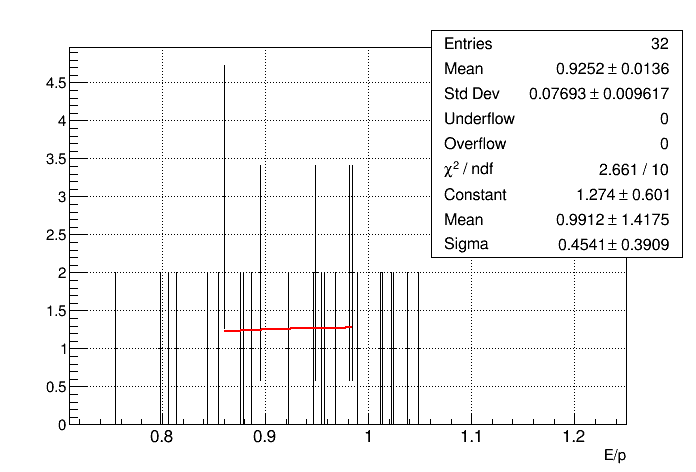 Entries 32
Mean 0.9252 ± 0.0136
Std Dev 0.07693 ± 0.009617
Underflow 0
Overflow 0
χ² / ndf 2.661 / 10
Constant 1.274 ± 0.601
Mean 0.9912 ± 1.4175
Sigma 0.4541 ± 0.3909
4.5
4
3.5
3
2.5
2
1.5
1
0.5
0
0.8 0.9 1 1.1 1.2
E/p